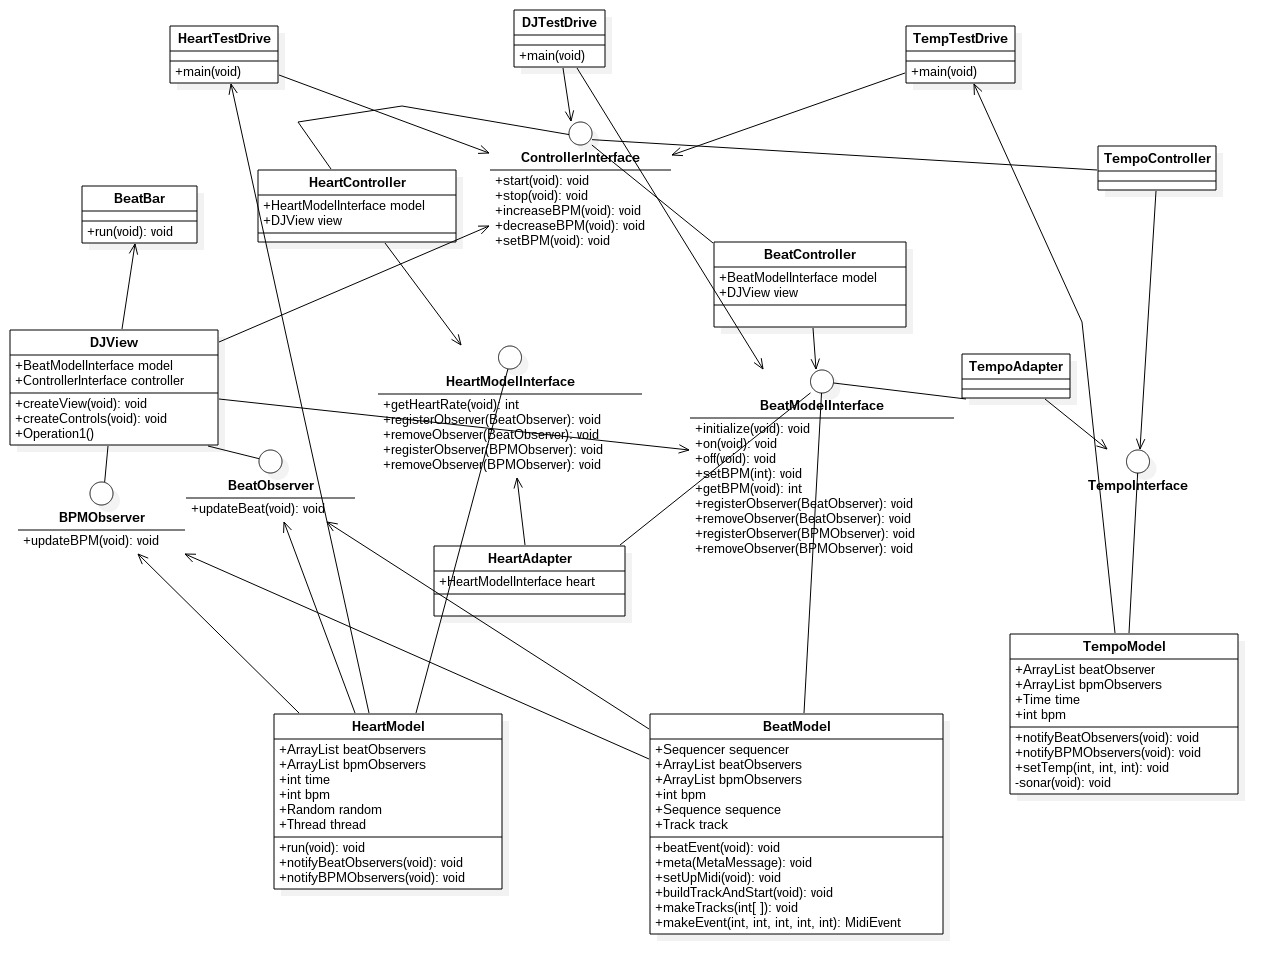 DJTestDrive
+main(void)
HeartTestDrive
+main(void)
TempTestDrive
+main(void)
ControllerInterface
+start(void): void
+stop(void): void
+increaseBPM(void): void
+decreaseBPM(void): void
+setBPM(void): void
TempoController
HeartController
+HeartModelInterface model
+DJView view
BeatBar
+run(void): void
BeatController
+BeatModelInterface model
+DJView view
DJView
+BeatModelInterface model
+ControllerInterface controller
+createView(void): void
+createControls(void): void
+Operation1()
HeartModelInterface
+getHeartRate(void): int
+registerObserver(BeatObserver): void
+removeObserver(BeatObserver): void
+registerObserver(BPMObserver): void
+removeObserver(BPMObserver): void
TempoAdapter
BeatModelInterface
+initialize(void): void
+on(void): void
+off(void): void
+setBPM(int): void
+getBPM(void): int
+registerObserver(BeatObserver): void
+removeObserver(BeatObserver): void
+registerObserver(BPMObserver): void
+removeObserver(BPMObserver): void
TempoInterface
BeatObserver
+updateBeat(void): void
BPMObserver
+updateBPM(void): void
HeartAdapter
+HeartModelInterface heart
TempoModel
+ArrayList beatObserver
+ArrayList bpmObservers
+Time time
+int bpm
+notifyBeatObservers(void): void
+notifyBPMObservers(void): void
+setTemp(int, int, int): void
-sonar(void): void
HeartModel
+ArrayList beatObservers
+ArrayList bpmObservers
+int time
+int bpm
+Random random
+Thread thread
+run(void): void
+notifyBeatObservers(void): void
+notifyBPMObservers(void): void
BeatModel
+Sequencer sequencer
+ArrayList beatObservers
+ArrayList bpmObservers
+int bpm
+Sequence sequence
+Track track
+beatEvent(void): void
+meta(MetaMessage): void
+setUpMidi(void): void
+buildTrackAndStart(void): void
+makeTracks(int[ ]): void
+makeEvent(int, int, int, int, int): MidiEvent